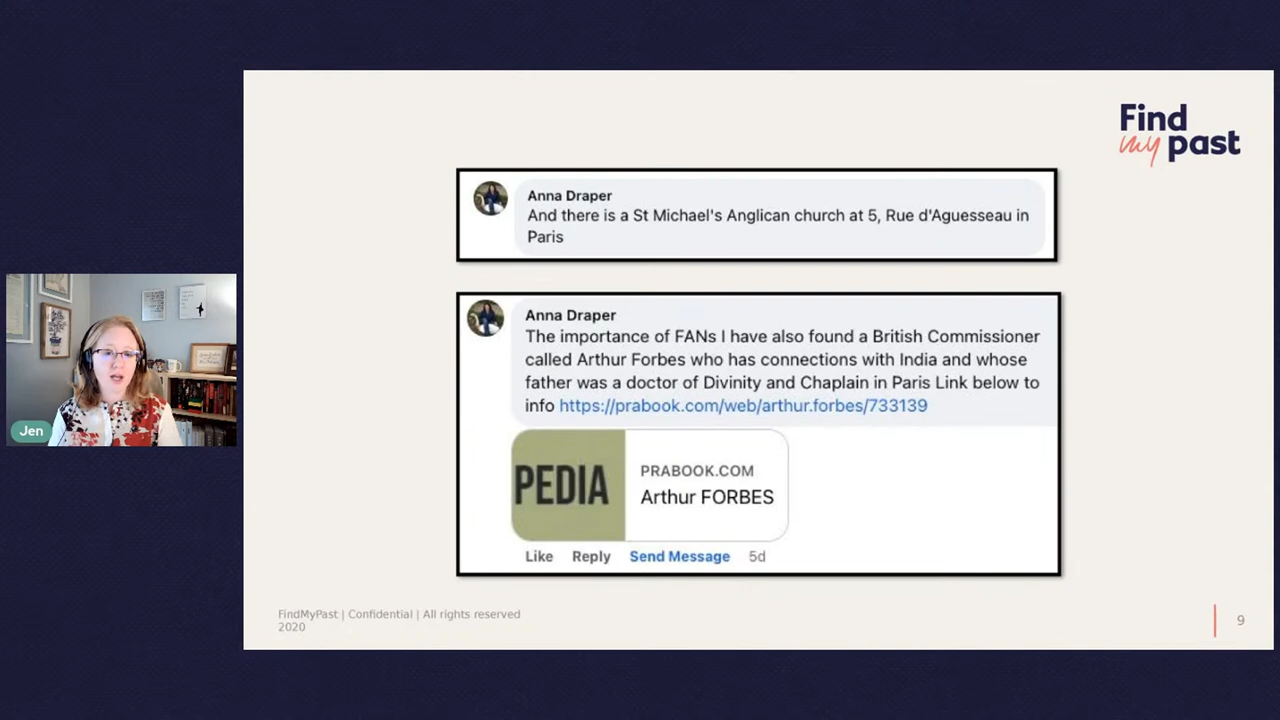 Find
my past
Anna Draper
And there is a St Michael's Anglican church at 5, Rue d'Aguesseau in
Paris
Anna Draper
The importance of FANs I have also found a British Commissioner
called Arthur Forbes who has connections with India and whose
father was a doctor of Divinity and Chaplain in Paris Link below to
info https://prabook.com/web/arthur.forbes/733139
PEDIA
PRABOOK.COM
Arthur FORBES
Like Reply Send Message 5d
Jen
FindMyPast | Confidential | All rights reserved
2020
9